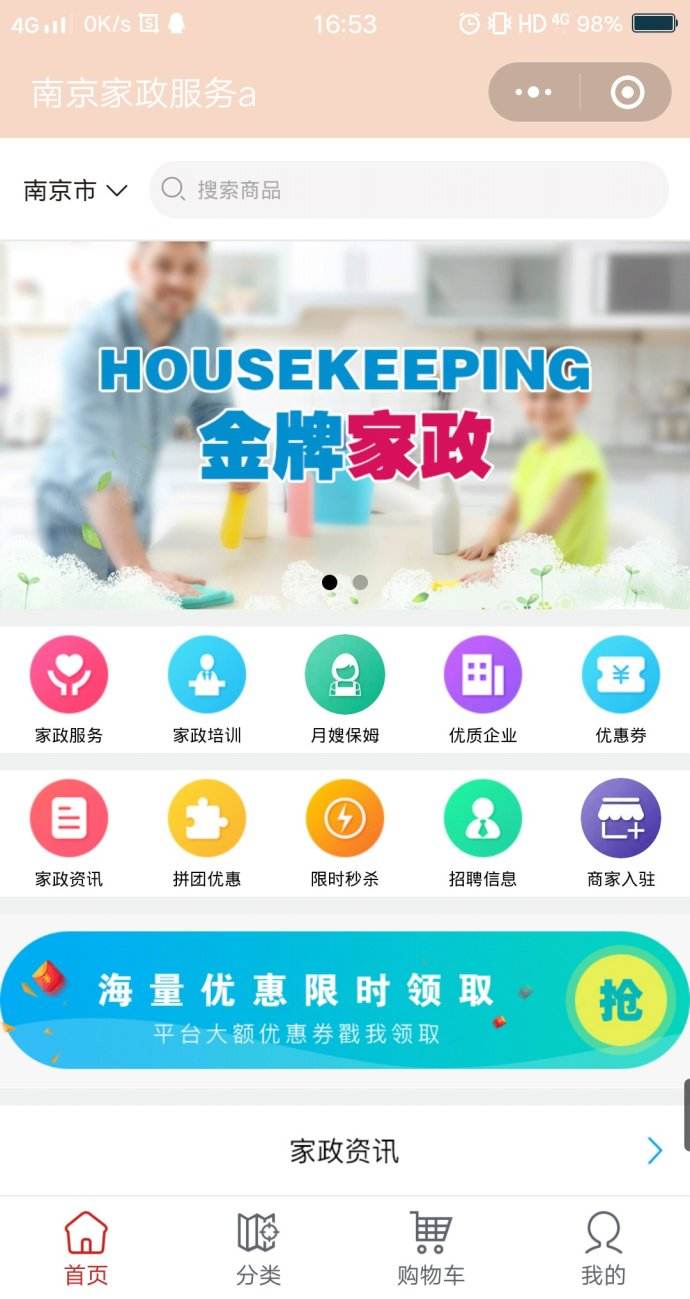 4G 0K/s S 16:53 HD 4G 98%
南京家政服务a
南京市 搜索商品
HOUSEKEEPING
金牌家政
家政服务 家政培训 月嫂保姆 优质企业 优惠券
家政资讯 拼团优惠 限时秒杀 招聘信息 商家入驻
海量优惠限时领取
平台大额优惠券戳我领取
抢
家政资讯
首页 分类 购物车 我的